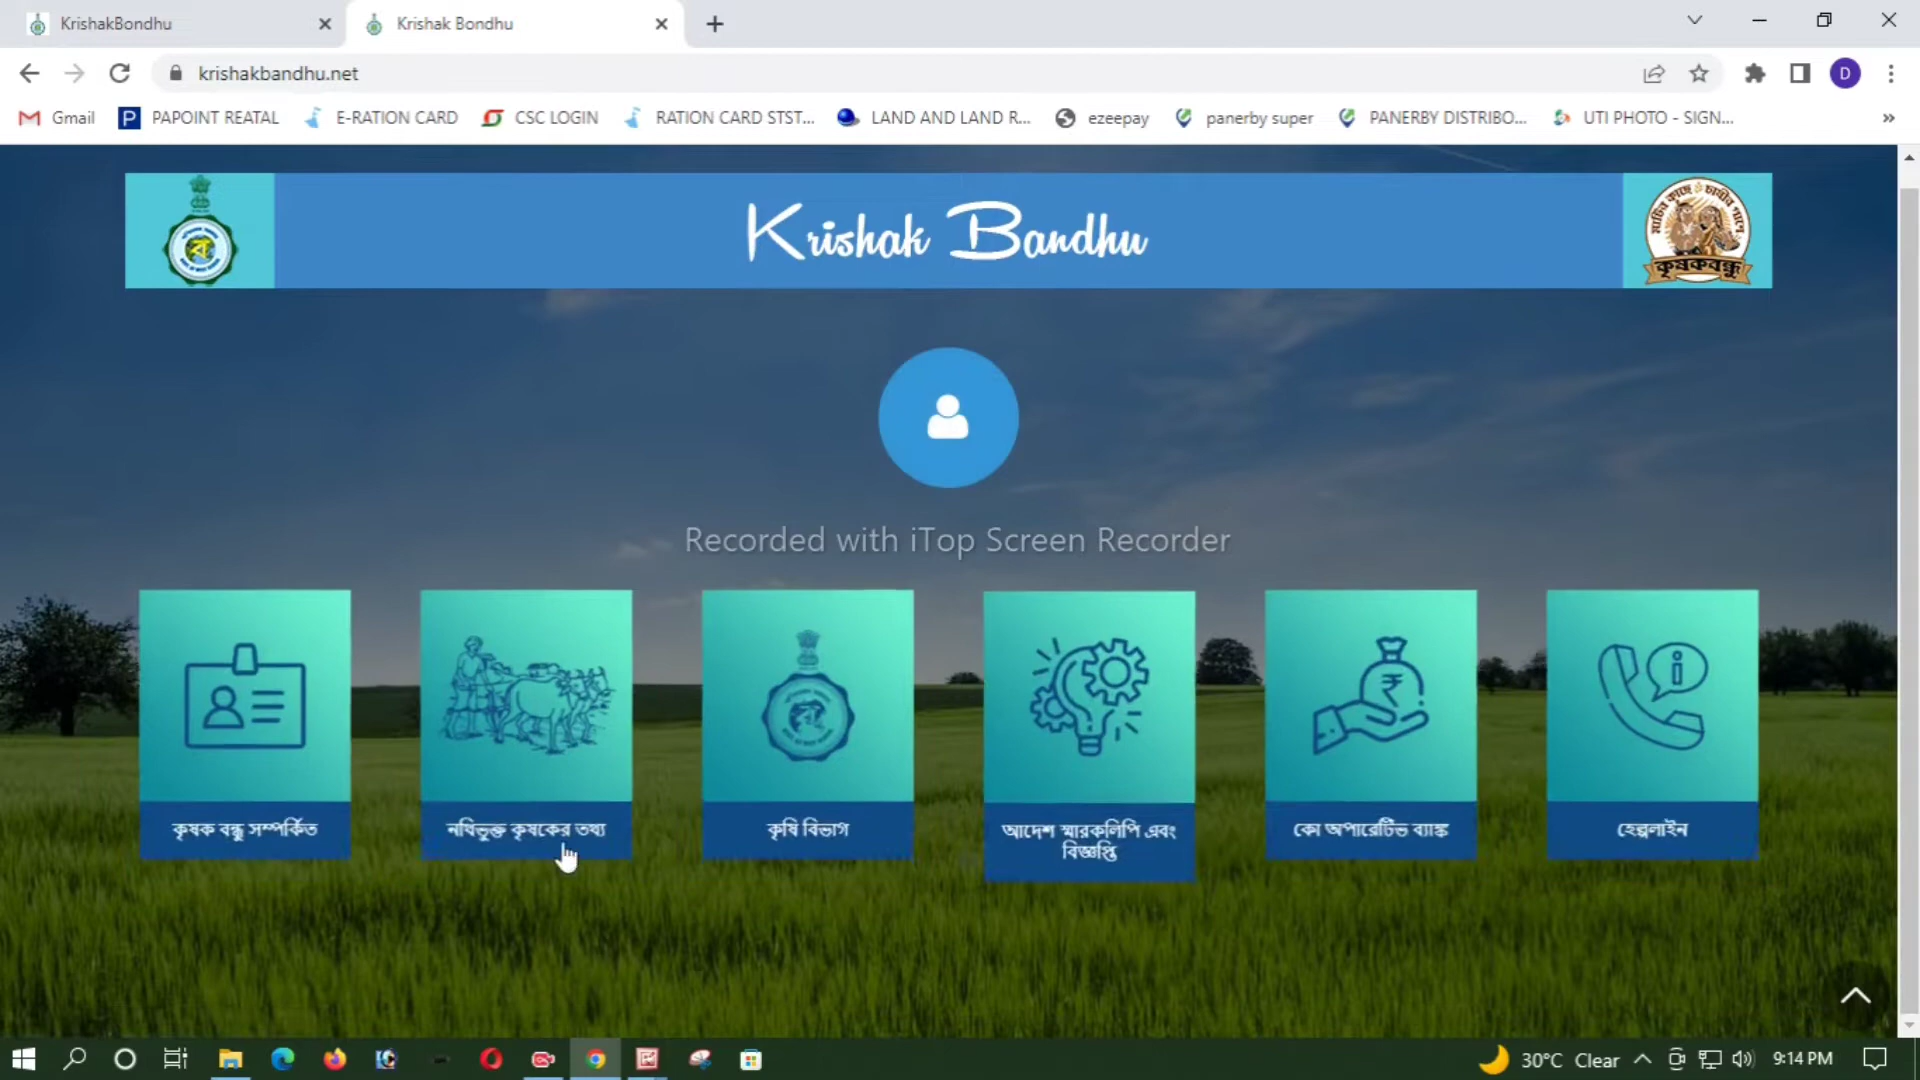 KrishakBondhu
Krishak Bondhu
krishakbandhu.net
D
Gmail
PAPOINT REATAL
E-RATION CARD
CSC LOGIN
RATION CARD STST...
LAND AND LAND R...
ezeepay
panerby super
PANERBY DISTRIBO...
UTI PHOTO - SIGN...
Krishak Bandhu
মাটির কাছে চাষীর পাশে
কৃষকবন্ধু
Recorded with iTop Screen Recorder
কৃষক বন্ধু সম্পর্কিত
নথিভুক্ত কৃষকের তথ্য
কৃষি বিভাগ
আদেশ স্মারকলিপি এবং
বিজ্ঞপ্তি
কো অপারেটিভ ব্যাঙ্ক
হেল্পলাইন
30°C Clear
9:14 PM